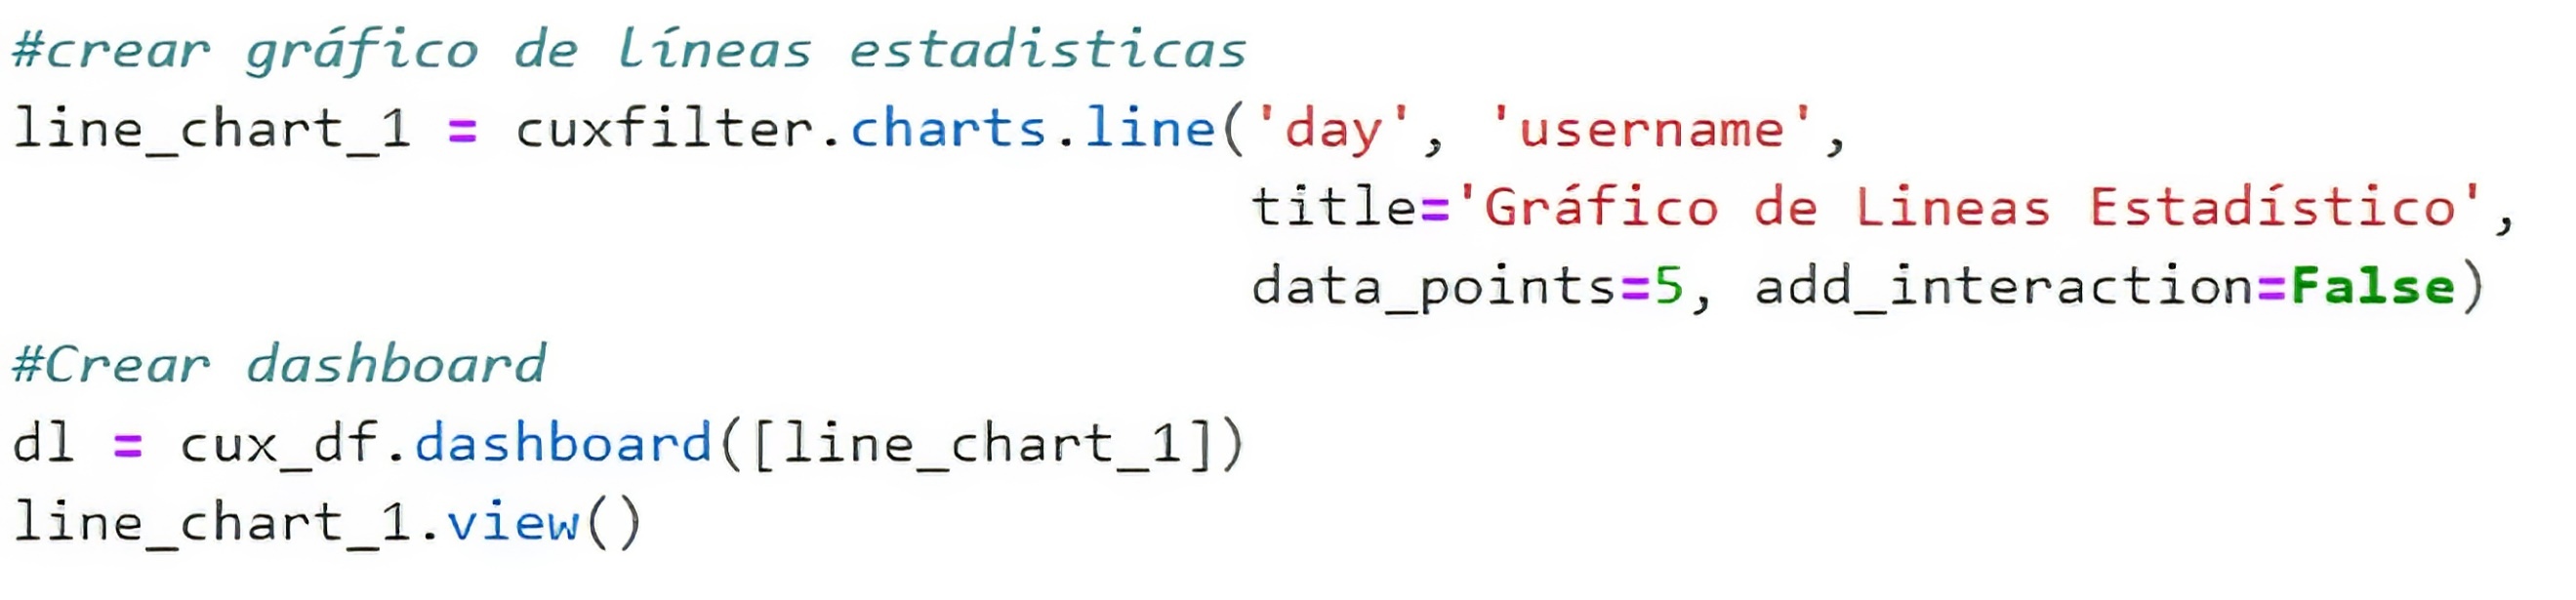 #crear gráfico de líneas estadisticas
line_chart_1 = cuxfilter.charts.line('day', 'username',
title='Gráfico de Lineas Estadístico',
data_points=5, add_interaction=False)
#Crear dashboard
dl = cux_df.dashboard([line_chart_1])
line_chart_1.view()